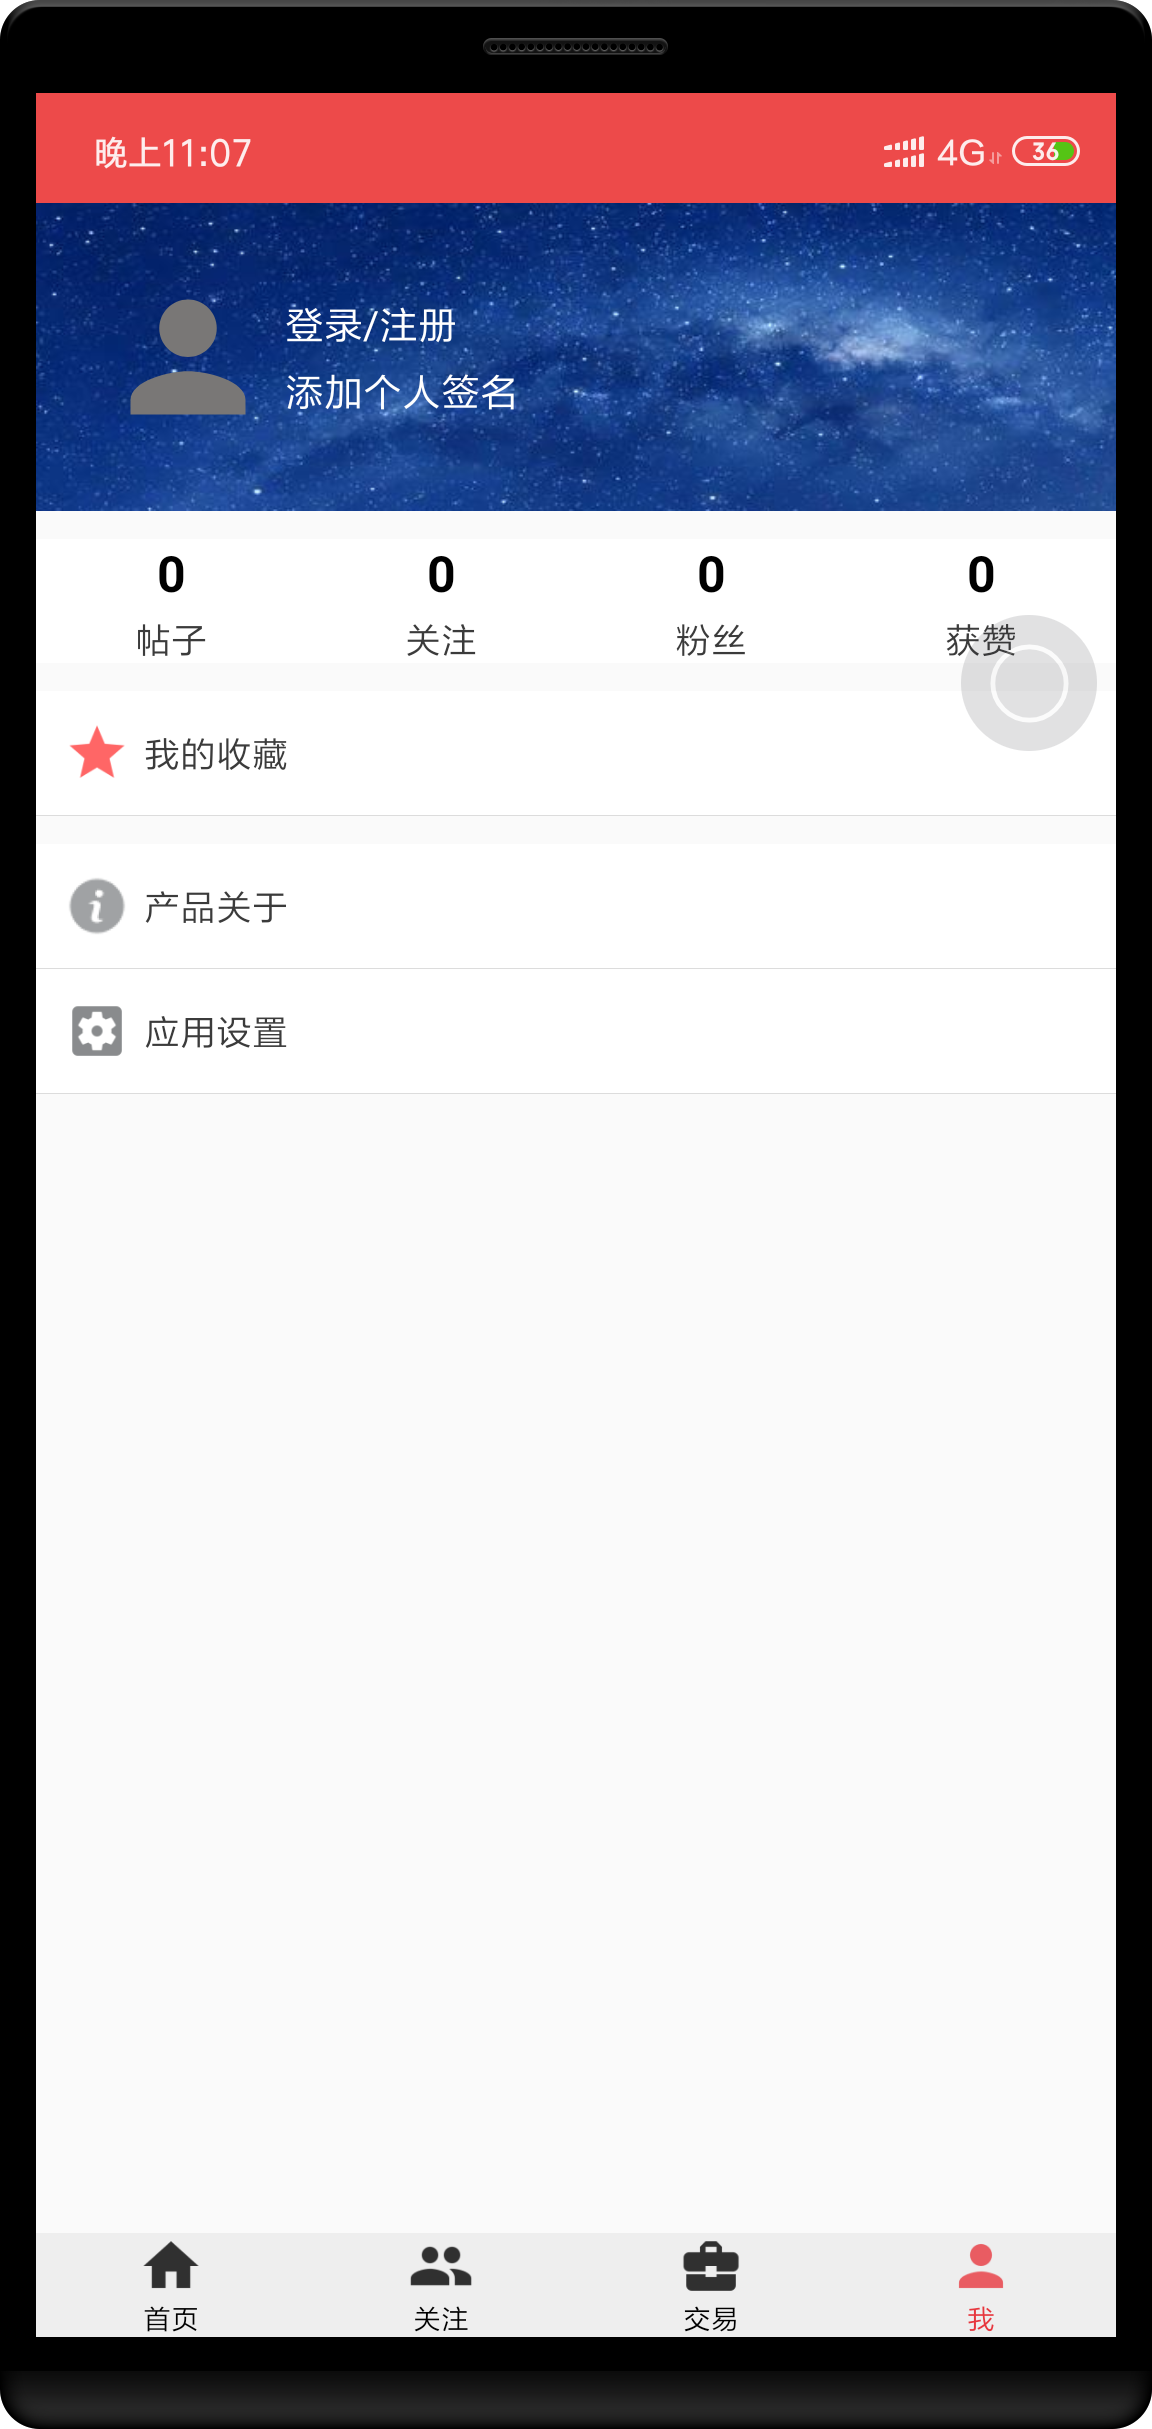 晚上11:07 4G 36
登录/注册
添加个人签名
0 0 0 0
帖子 关注 粉丝 获赞
我的收藏
产品关于
应用设置
首页 关注 交易 我